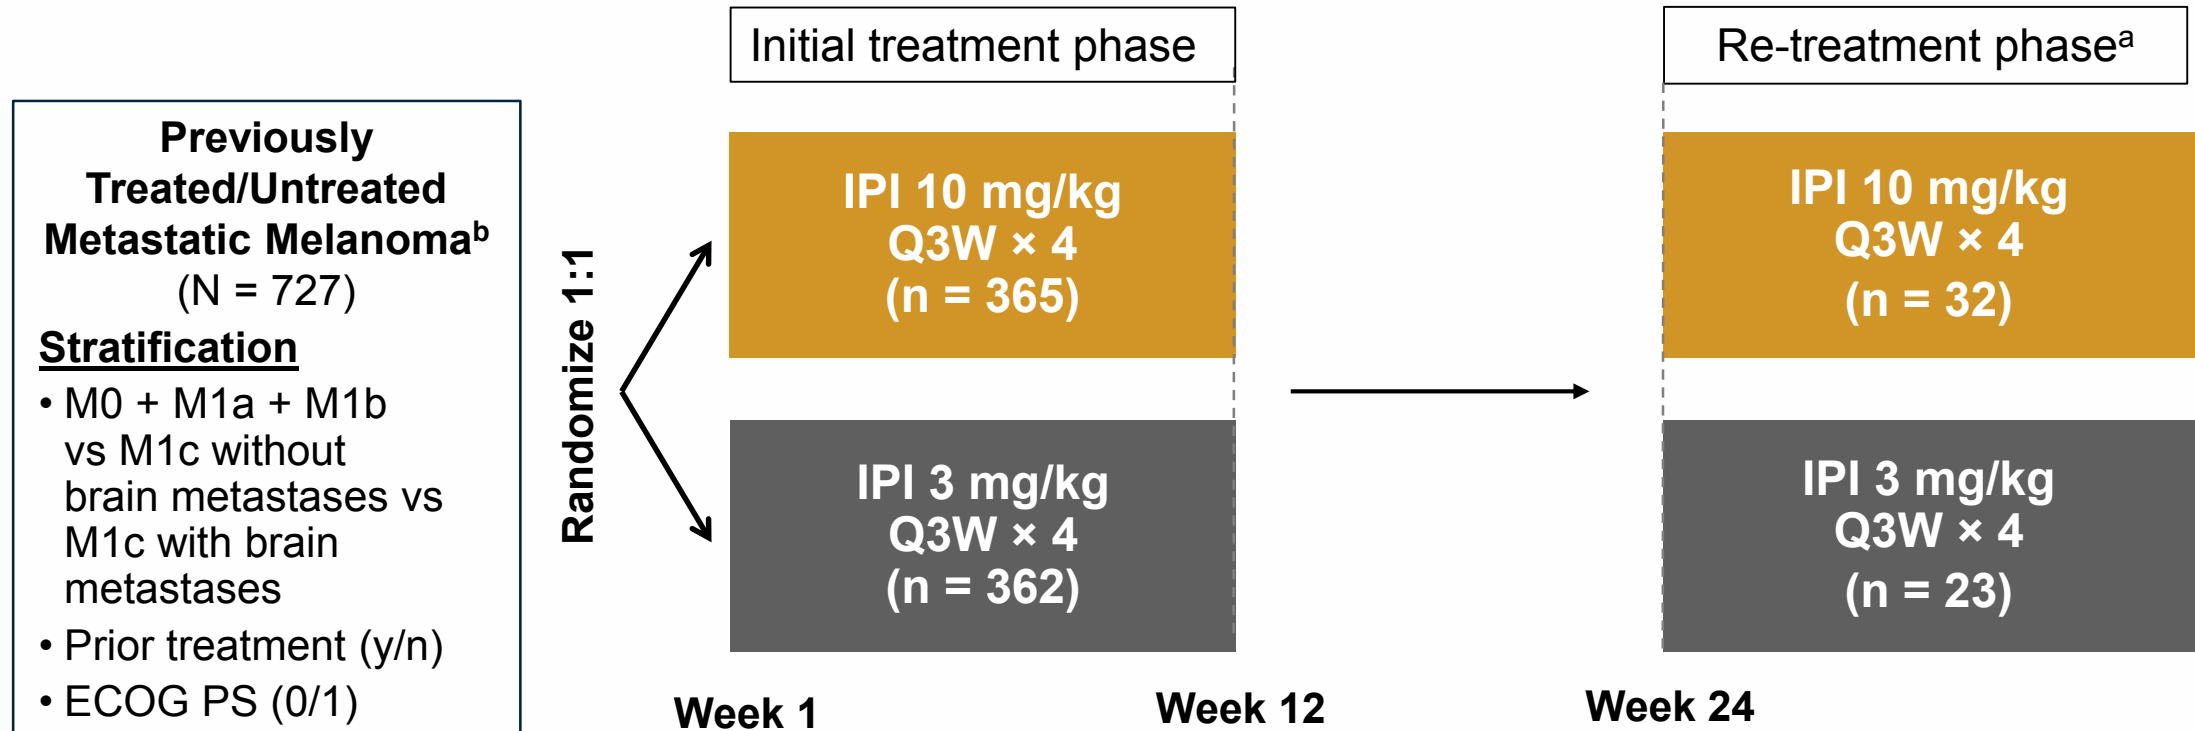 Initial treatment phase
Re-treatment phaseᵃ
Previously
Treated/Untreated
Metastatic Melanomaᵇ
(N = 727)
Stratification
• M0 + M1a + M1b
vs M1c without
brain metastases vs
M1c with brain
metastases
• Prior treatment (y/n)
• ECOG PS (0/1)
Randomize 1:1
IPI 10 mg/kg
Q3W × 4
(n = 365)
IPI 3 mg/kg
Q3W × 4
(n = 362)
IPI 10 mg/kg
Q3W × 4
(n = 32)
IPI 3 mg/kg
Q3W × 4
(n = 23)
Week 1
Week 12
Week 24